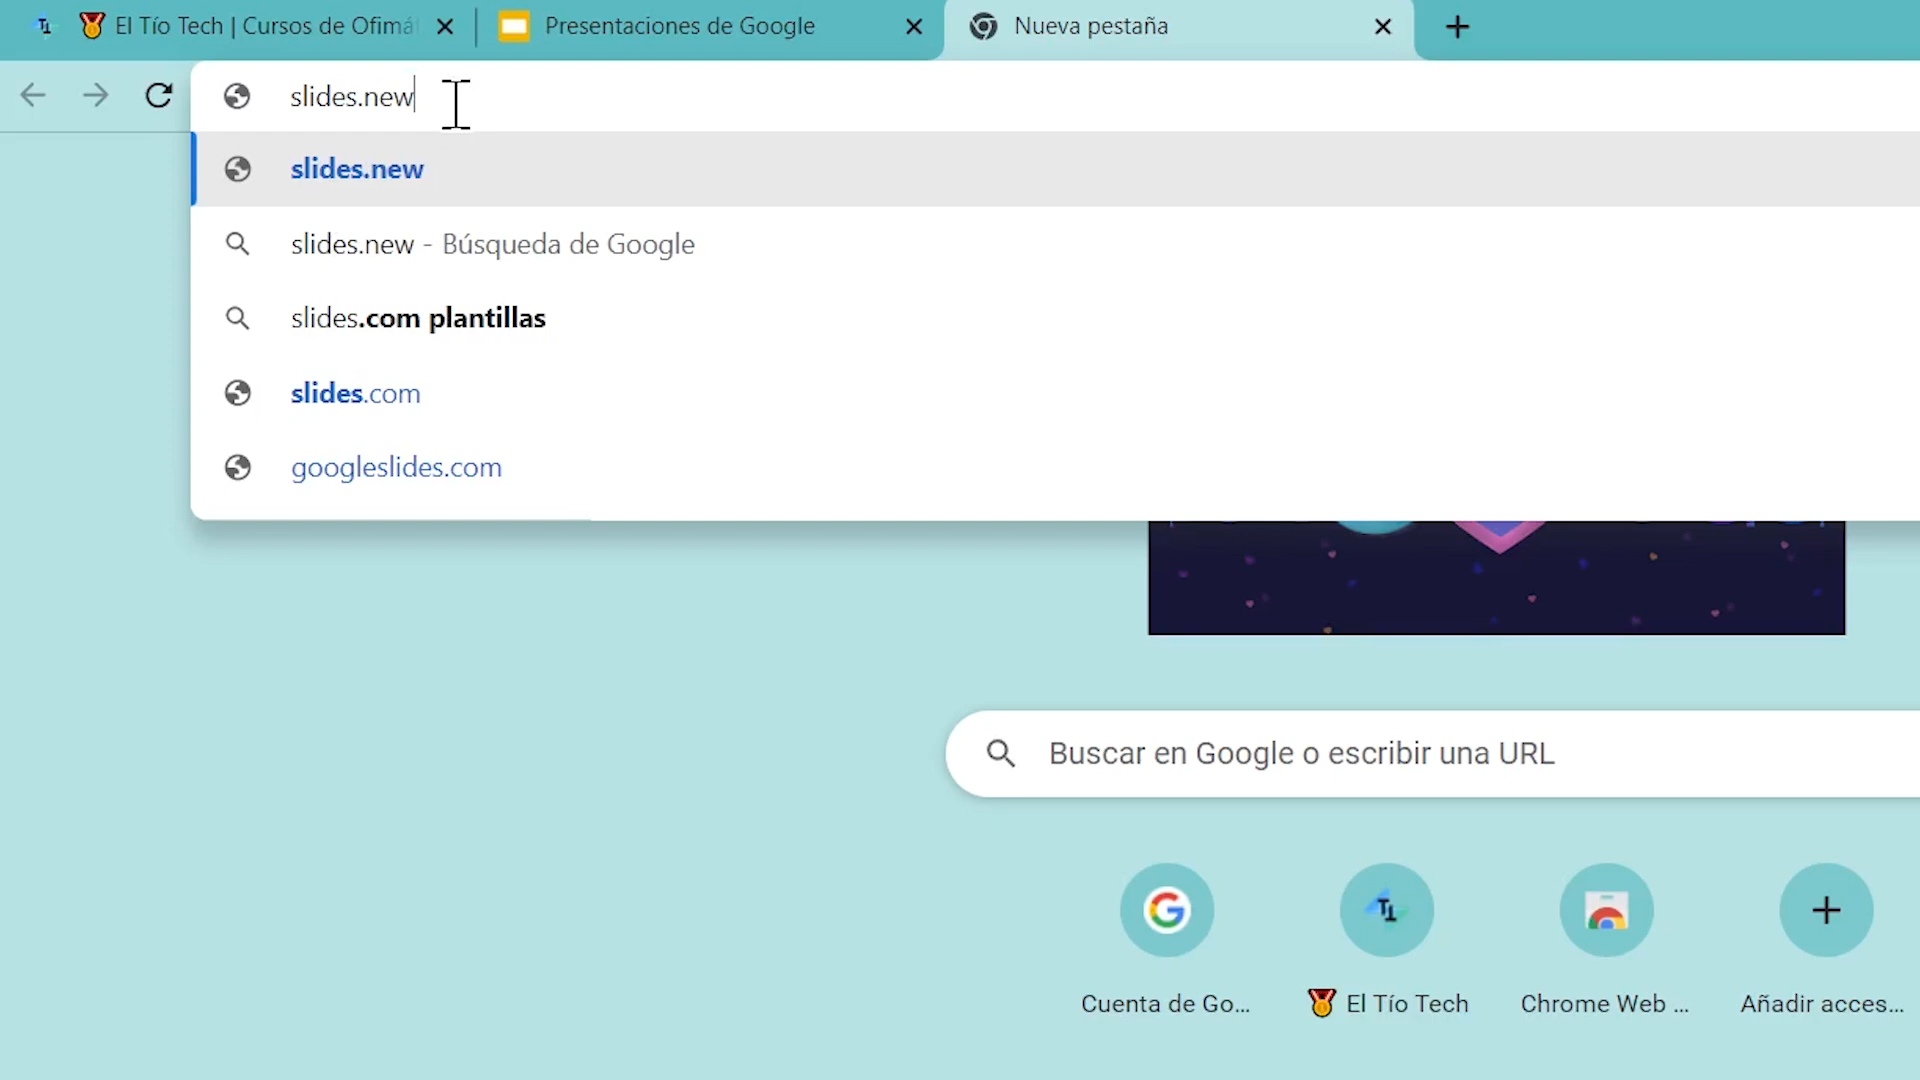 El Tío Tech | Cursos de Ofimá
Presentaciones de Google
Nueva pestaña
slides.new
slides.new
slides.new - Búsqueda de Google
slides.com plantillas
slides.com
googleslides.com
Buscar en Google o escribir una URL
Cuenta de Go...
El Tío Tech
Chrome Web ...
Añadir acces...